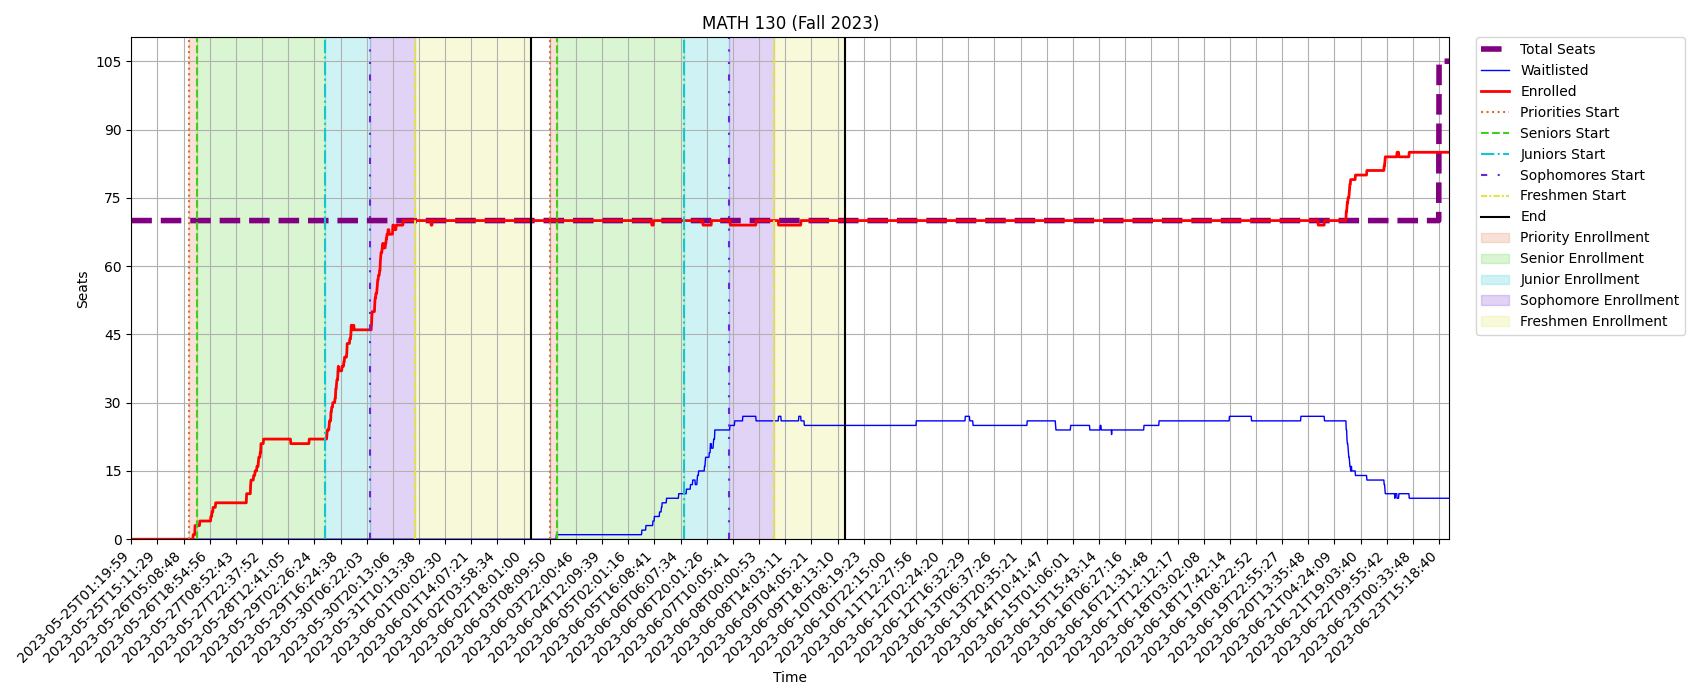 MATH 130 (Fall 2023)
Seats
105
90
75
60
45
30
15
0
2023-05-25T01:19:59
2023-05-25T15:11:29
2023-05-26T05:08:48
2023-05-26T18:54:56
2023-05-27T08:52:43
2023-05-27T22:37:52
2023-05-28T12:41:05
2023-05-29T02:26:24
2023-05-29T16:24:38
2023-05-30T06:22:03
2023-05-30T20:13:06
2023-05-31T10:13:38
2023-06-01T00:02:30
2023-06-01T14:07:21
2023-06-02T03:58:34
2023-06-02T18:01:00
2023-06-03T08:09:50
2023-06-03T22:00:46
2023-06-04T12:09:39
2023-06-05T02:01:16
2023-06-05T16:08:41
2023-06-06T06:07:34
2023-06-06T20:01:26
2023-06-07T10:05:41
2023-06-08T00:00:53
2023-06-08T14:03:11
2023-06-09T04:05:21
2023-06-09T18:13:10
2023-06-10T08:19:23
2023-06-10T22:15:00
2023-06-11T12:27:56
2023-06-12T02:24:20
2023-06-12T16:32:29
2023-06-13T06:37:26
2023-06-13T20:35:21
2023-06-14T10:41:47
2023-06-15T01:06:01
2023-06-15T15:43:14
2023-06-16T06:27:16
2023-06-16T21:31:48
2023-06-17T12:12:17
2023-06-18T03:02:08
2023-06-18T17:42:14
2023-06-19T08:22:52
2023-06-19T22:55:27
2023-06-20T13:35:48
2023-06-21T04:24:09
2023-06-21T19:03:40
2023-06-22T09:55:42
2023-06-23T00:33:48
2023-06-23T15:18:40
Time
Total Seats
Waitlisted
Enrolled
Priorities Start
Seniors Start
Juniors Start
Sophomores Start
Freshmen Start
End
Priority Enrollment
Senior Enrollment
Junior Enrollment
Sophomore Enrollment
Freshmen Enrollment